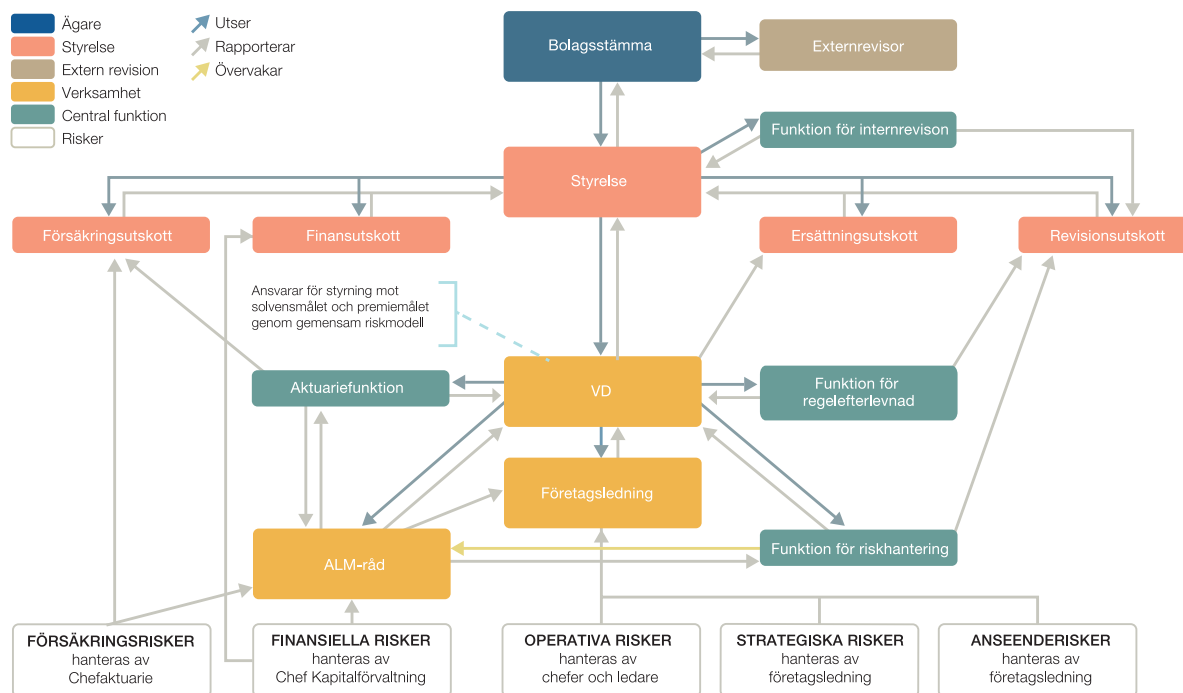 Ägare
Styrelse
Extern revision
Verksamhet
Central funktion
Risker
Utser
Rapporterar
Övervakar
Bolagsstämma
Externrevisor
Funktion för internrevison
Styrelse
Försäkringsutskott
Finansutskott
Ersättningsutskott
Revisionsutskott
Ansvarar för styrning mot
solvensmålet och premiemålet
genom gemensam riskmodell
Aktuariefunktion
VD
Funktion för
regelefterlevnad
Företagsledning
ALM-råd
Funktion för riskhantering
FÖRSÄKRINGSRISKER
hanteras av
Chefaktuarie
FINANSIELLA RISKER
hanteras av
Chef Kapitalförvaltning
OPERATIVA RISKER
hanteras av
chefer och ledare
STRATEGISKA RISKER
hanteras av
företagsledning
ANSEENDERISKER
hanteras av
företagsledning